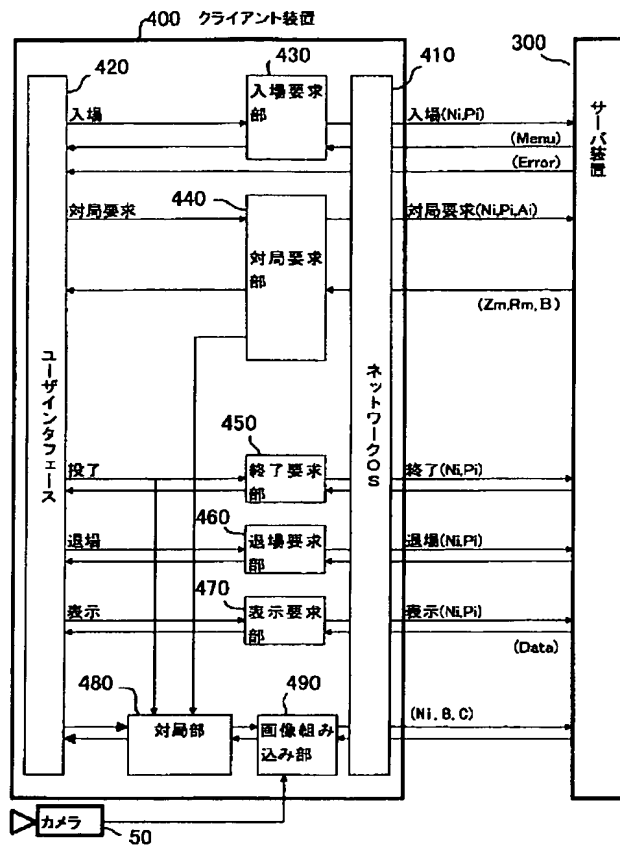 400 クライアント装置
420
430
410
300
入場要求
部
入場
入場(Ni,Pi)
(Menu)
(Error)
サーバ装置
440
対局要求
対局要求
部
対局要求(Ni,Pi,Ai)
(Zm,Rm,B)
ユーザインタフェース
ネットワークOS
450
投了
終了要求
部
終了(Ni,Pi)
460
退場
退場要求
部
退場(Ni,Pi)
470
表示
表示要求
部
表示(Ni,Pi)
(Data)
480
490
対局部
画像組み
込み部
(Ni,B,C)
カメラ
50